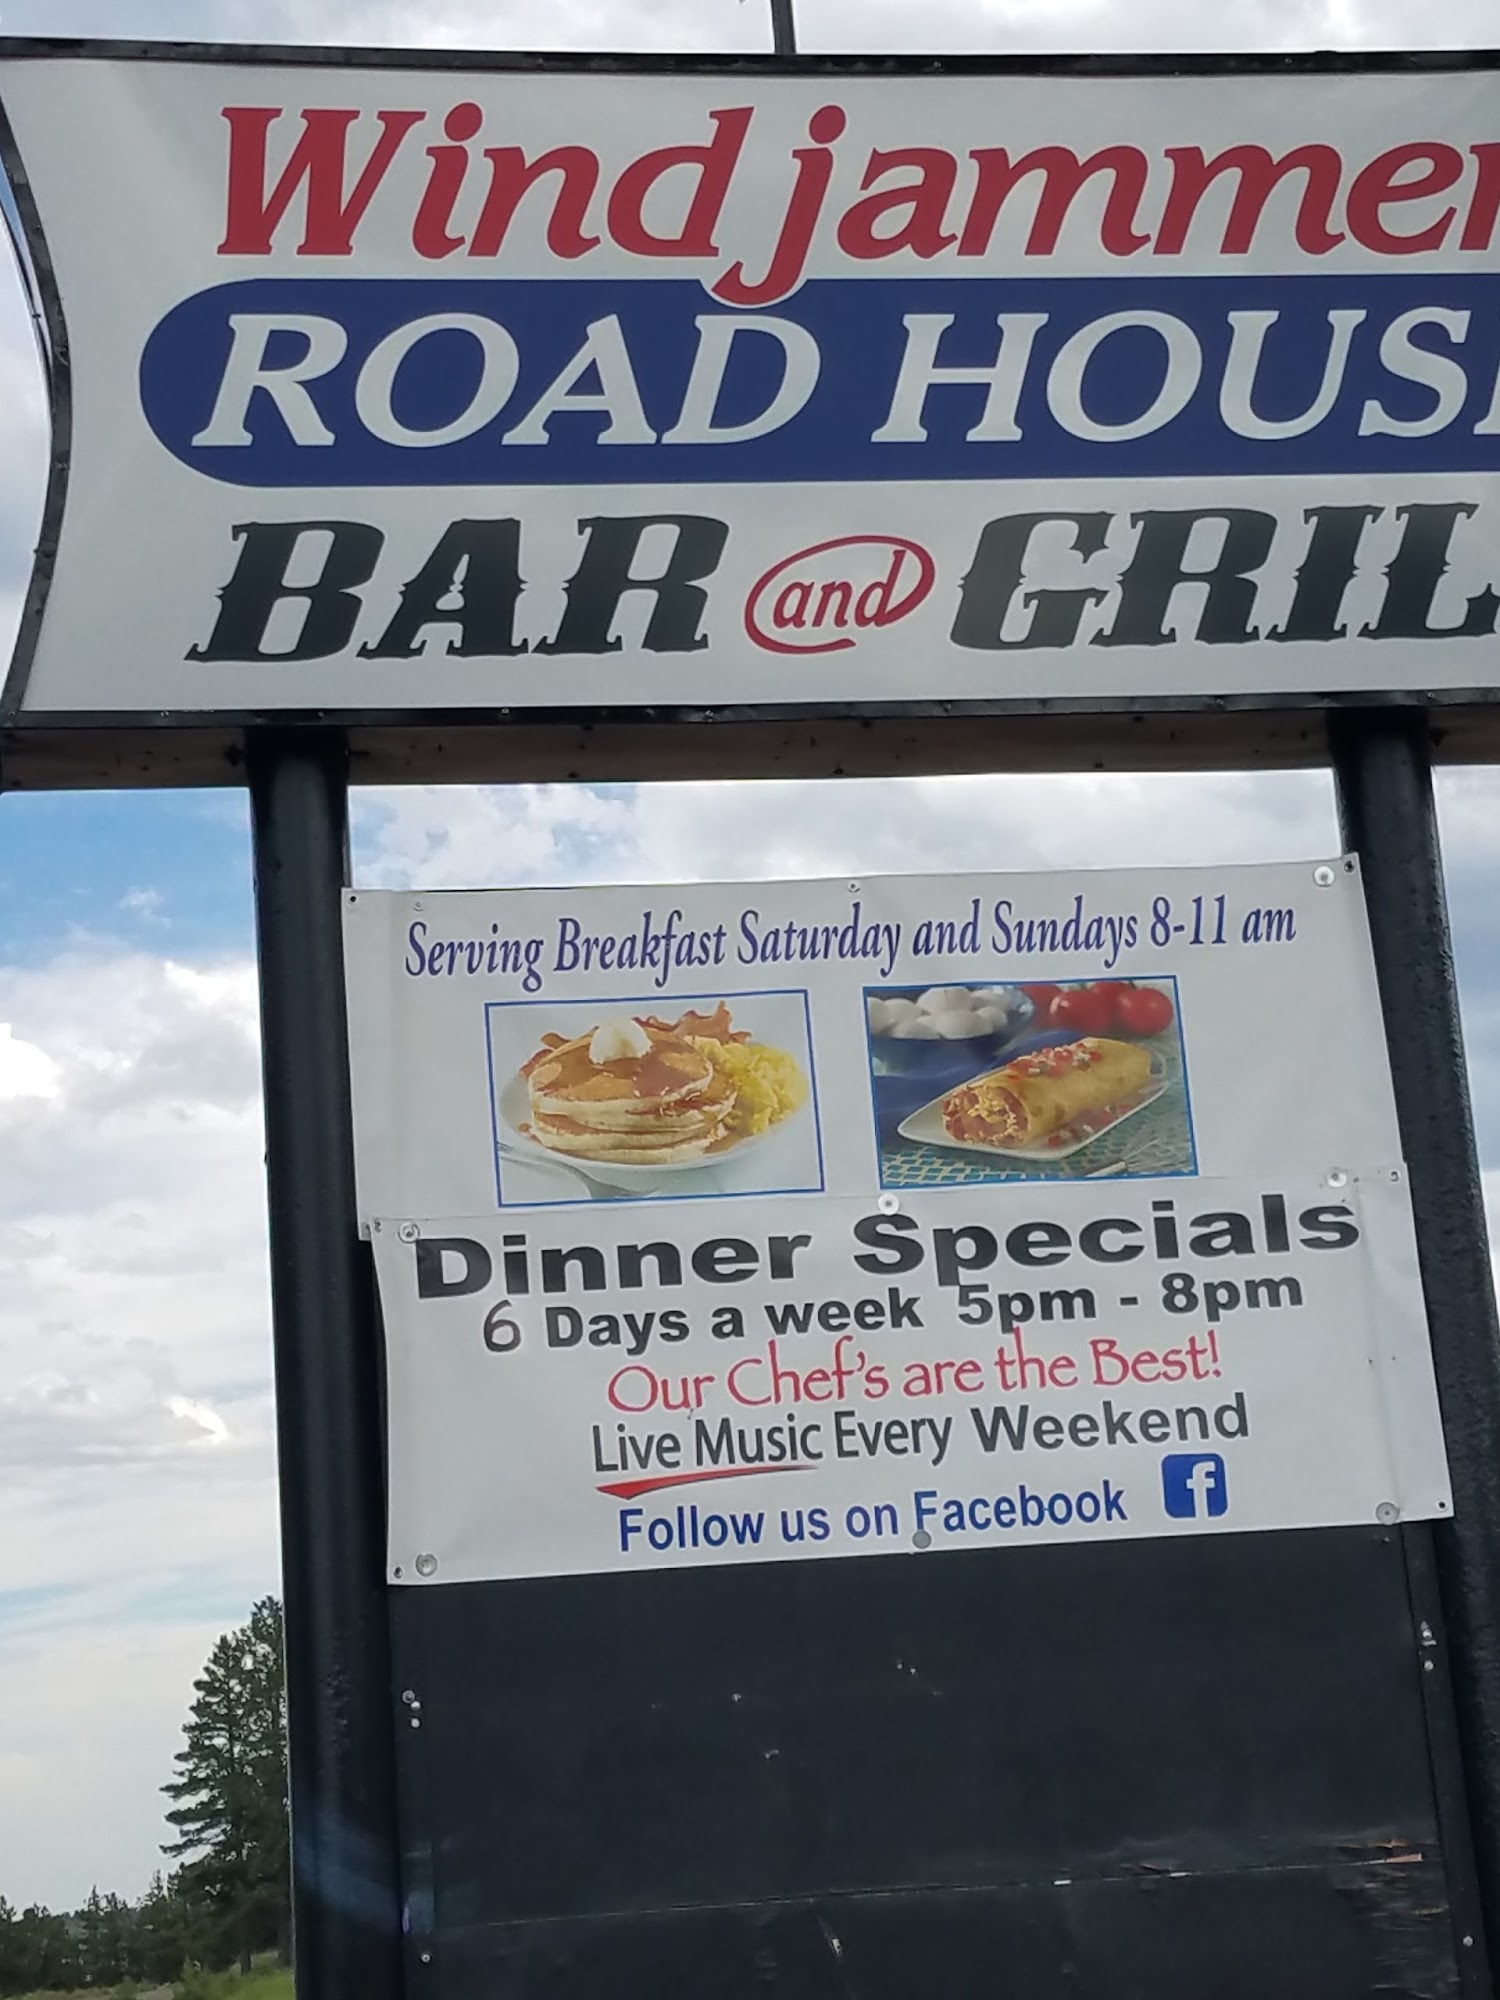 Windjammer
ROAD HOUS
BAR and GRIL
Serving Breakfast Saturday and Sundays 8-11 am
Dinner Specials
6 Days a week 5pm - 8pm
Our Chef's are the Best!
Live Music Every Weekend
Follow us on Facebook f